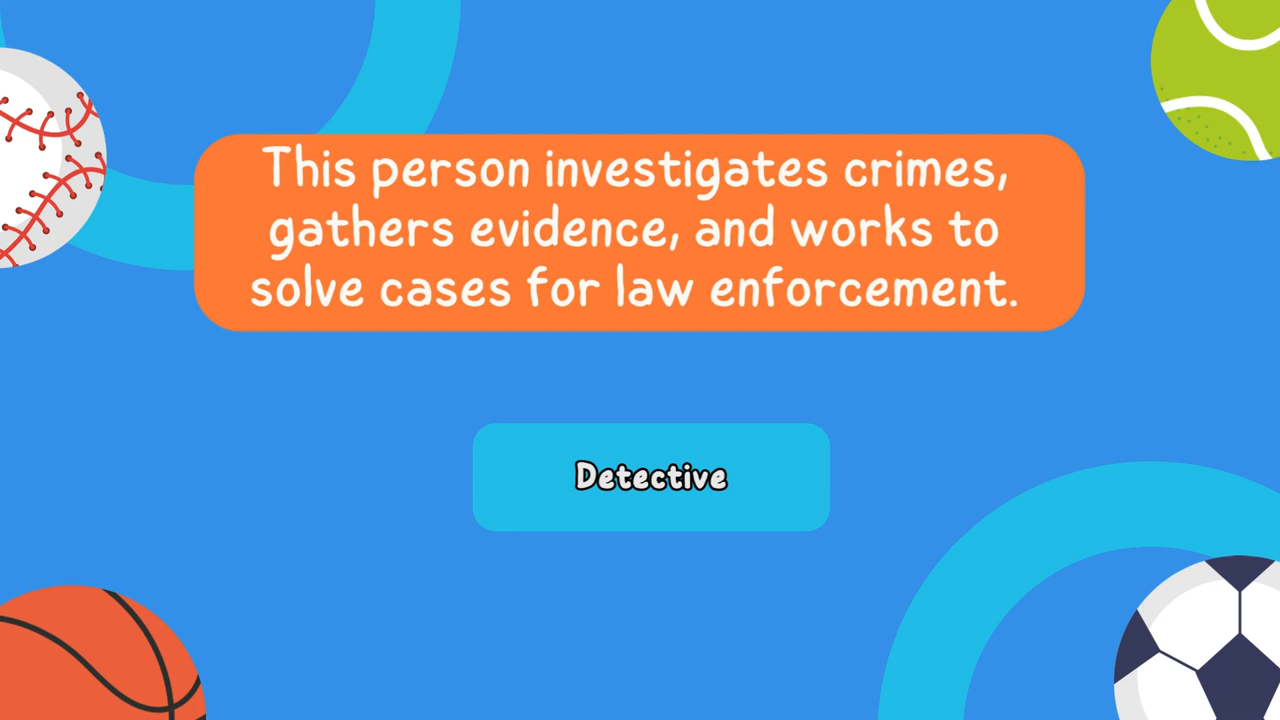 This person investigates crimes,
gathers evidence, and works to
solve cases for law enforcement.
Detective